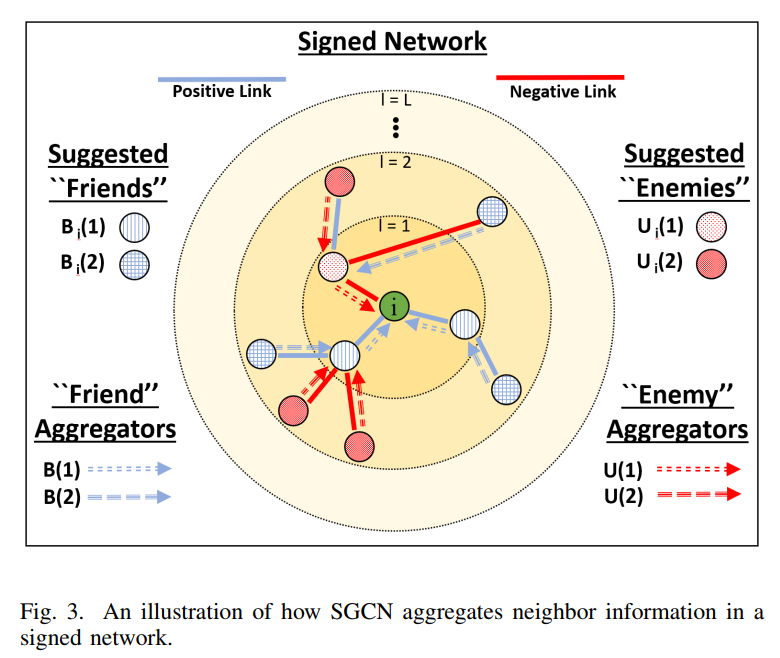 Signed Network
Positive Link
Negative Link
l = L
l = 2
l = 1
i
Suggested
``Friends''
B i(1)
B i(2)
Suggested
``Enemies''
U i(1)
U i(2)
``Friend''
Aggregators
B(1)
B(2)
``Enemy''
Aggregators
U(1)
U(2)
Fig. 3. An illustration of how SGCN aggregates neighbor information in a
signed network.